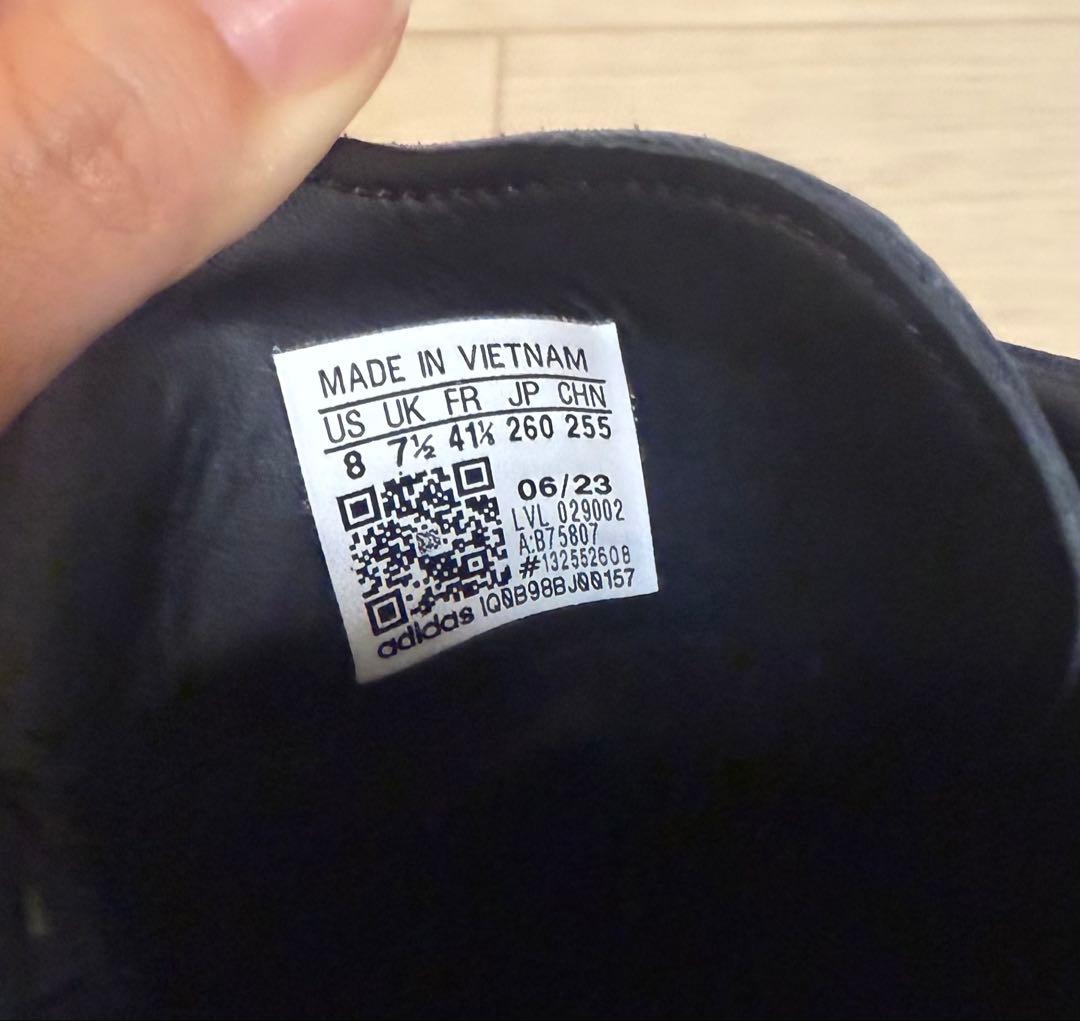 MADE IN VIETNAM
US UK FR JP CHN
8 7½ 41⅓ 260 255
06/23
LVL 029002
A:B75807
#132552608
adidas IQ0B98BJ00157